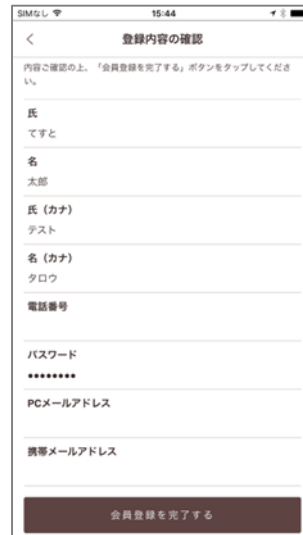 SIMなし 15:44
登録内容の確認
内容ご確認の上、「会員登録を完了する」ボタンをタップしてくださ
い。
氏
てすと
名
太郎
氏（カナ）
テスト
名（カナ）
タロウ
電話番号
パスワード
••••••••
PCメールアドレス
携帯メールアドレス
会員登録を完了する